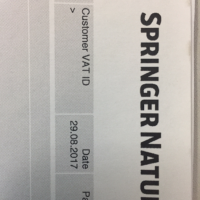 SPRINGER NATU
Customer VAT ID Date
> 29.08.2017